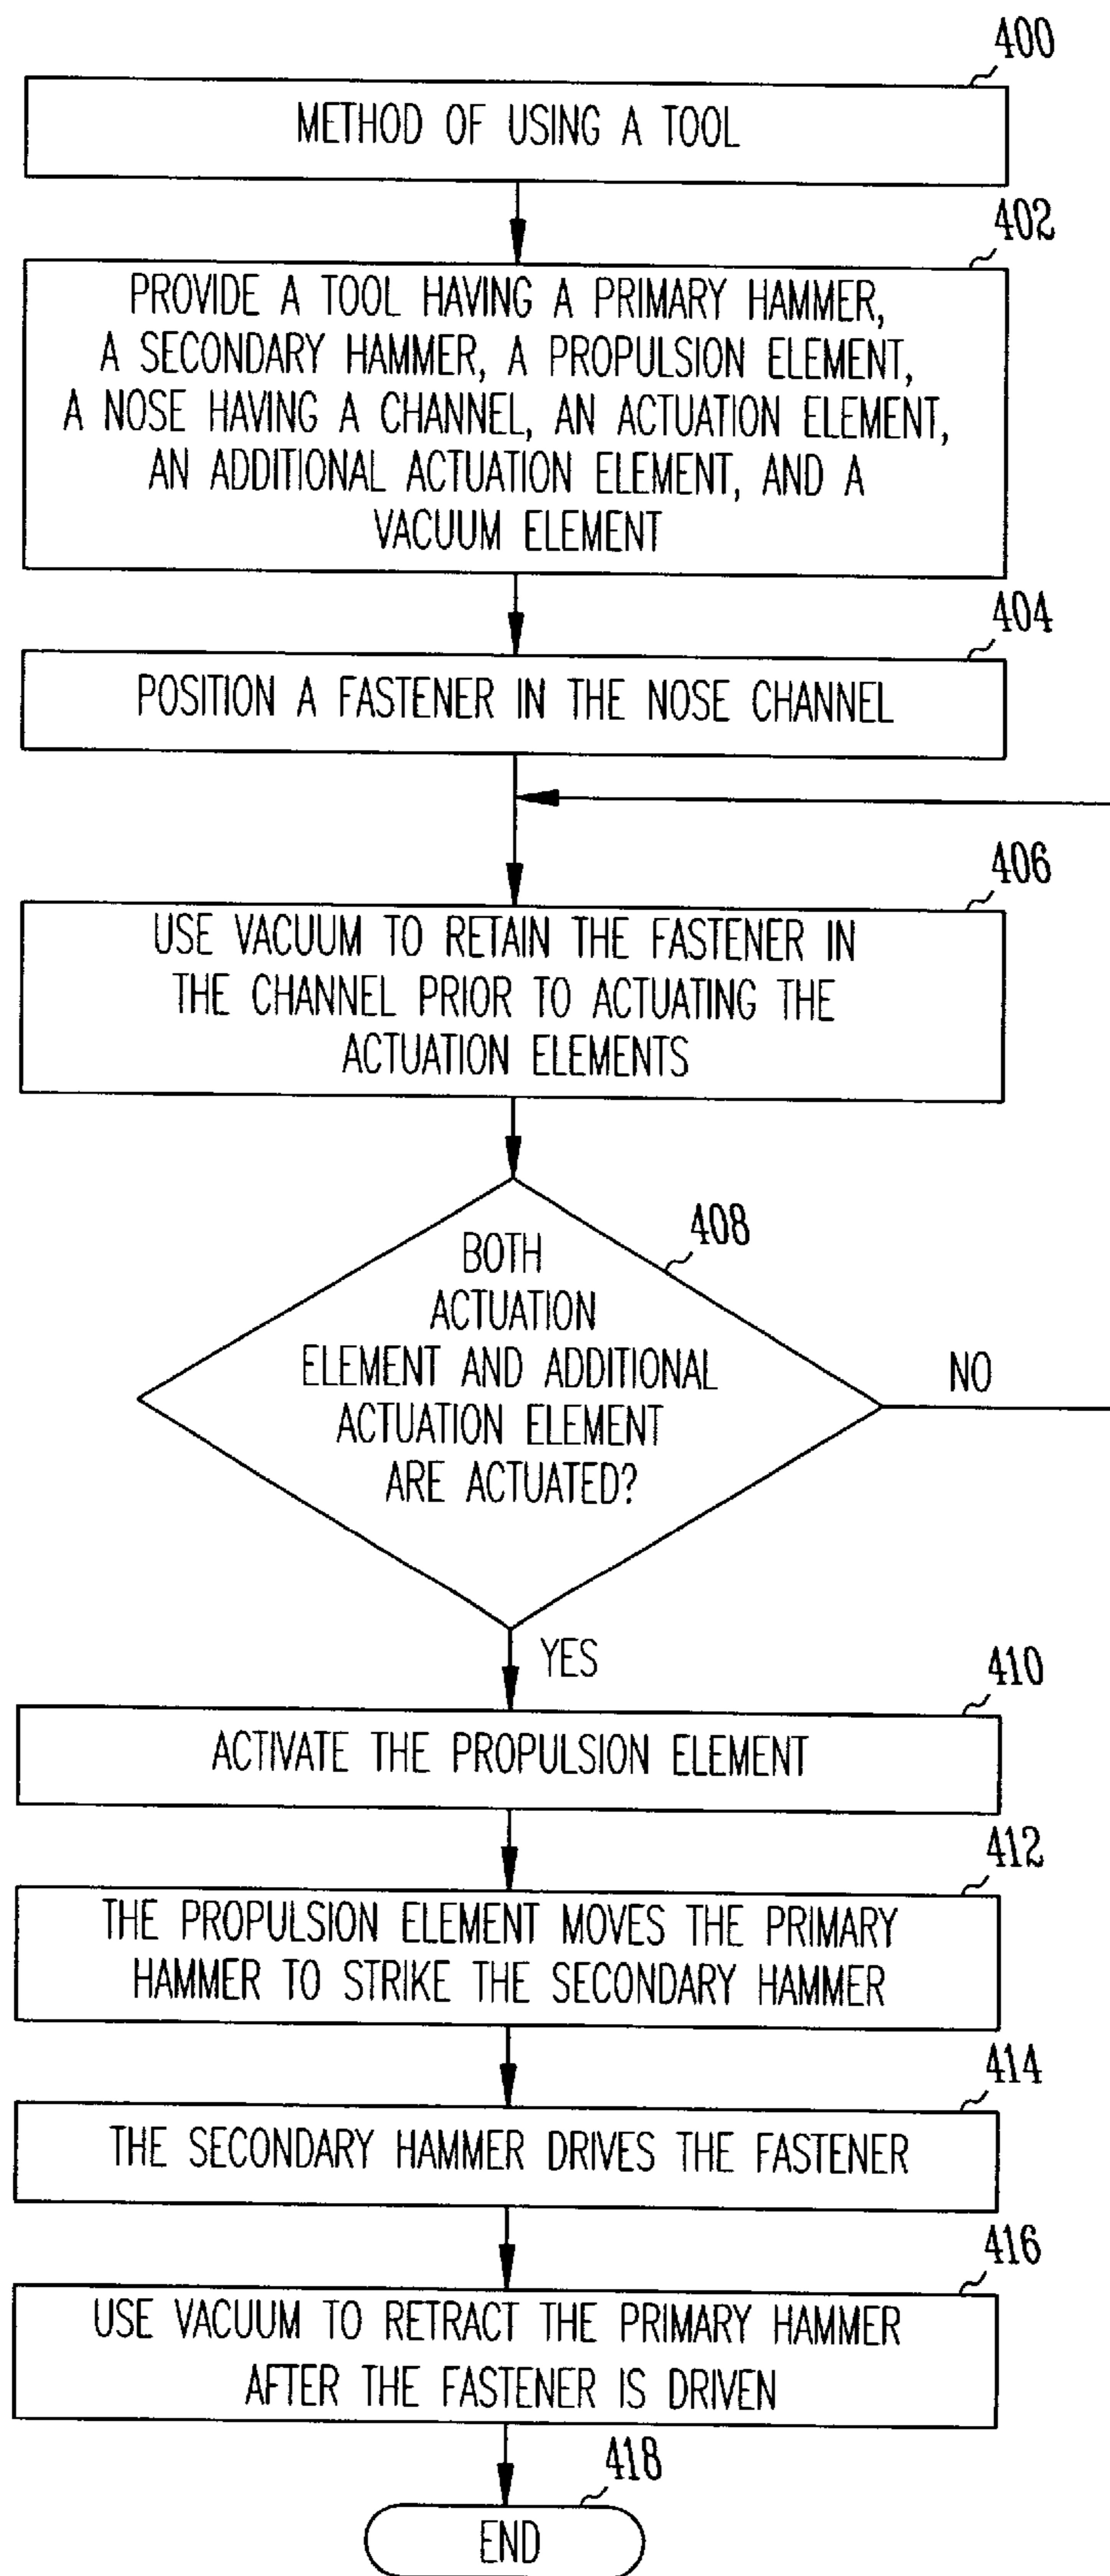 400
METHOD OF USING A TOOL
402
PROVIDE A TOOL HAVING A PRIMARY HAMMER,
A SECONDARY HAMMER, A PROPULSION ELEMENT,
A NOSE HAVING A CHANNEL, AN ACTUATION ELEMENT,
AN ADDITIONAL ACTUATION ELEMENT, AND A
VACUUM ELEMENT
404
POSITION A FASTENER IN THE NOSE CHANNEL
406
USE VACUUM TO RETAIN THE FASTENER IN
THE CHANNEL PRIOR TO ACTUATING THE
ACTUATION ELEMENTS
408
BOTH
ACTUATION
ELEMENT AND ADDITIONAL
ACTUATION ELEMENT
ARE ACTUATED?
NO
YES
410
ACTIVATE THE PROPULSION ELEMENT
412
THE PROPULSION ELEMENT MOVES THE PRIMARY
HAMMER TO STRIKE THE SECONDARY HAMMER
414
THE SECONDARY HAMMER DRIVES THE FASTENER
416
USE VACUUM TO RETRACT THE PRIMARY HAMMER
AFTER THE FASTENER IS DRIVEN
418
END